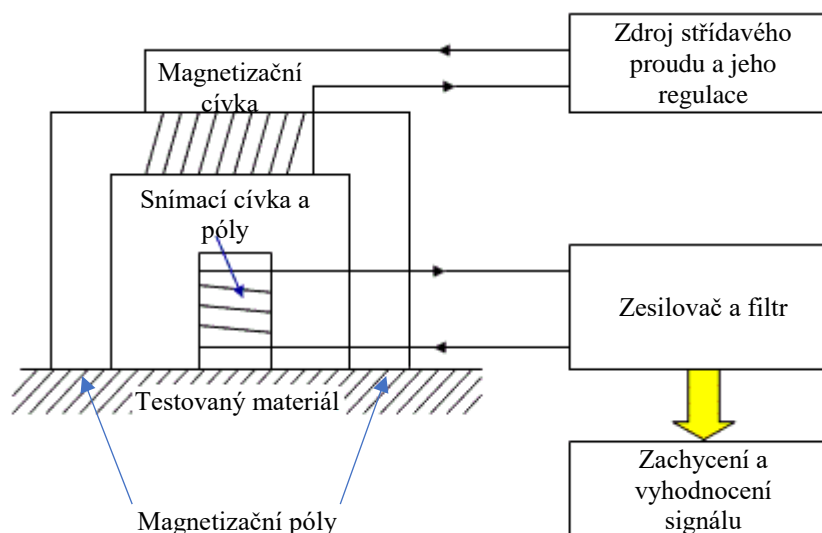 Zdroj střídavého
proudu a jeho
regulace
Magnetizační
cívka
Snímací cívka a
póly
Zesilovač a filtr
Testovaný materiál
Zachycení a
vyhodnocení
signálu
Magnetizační póly